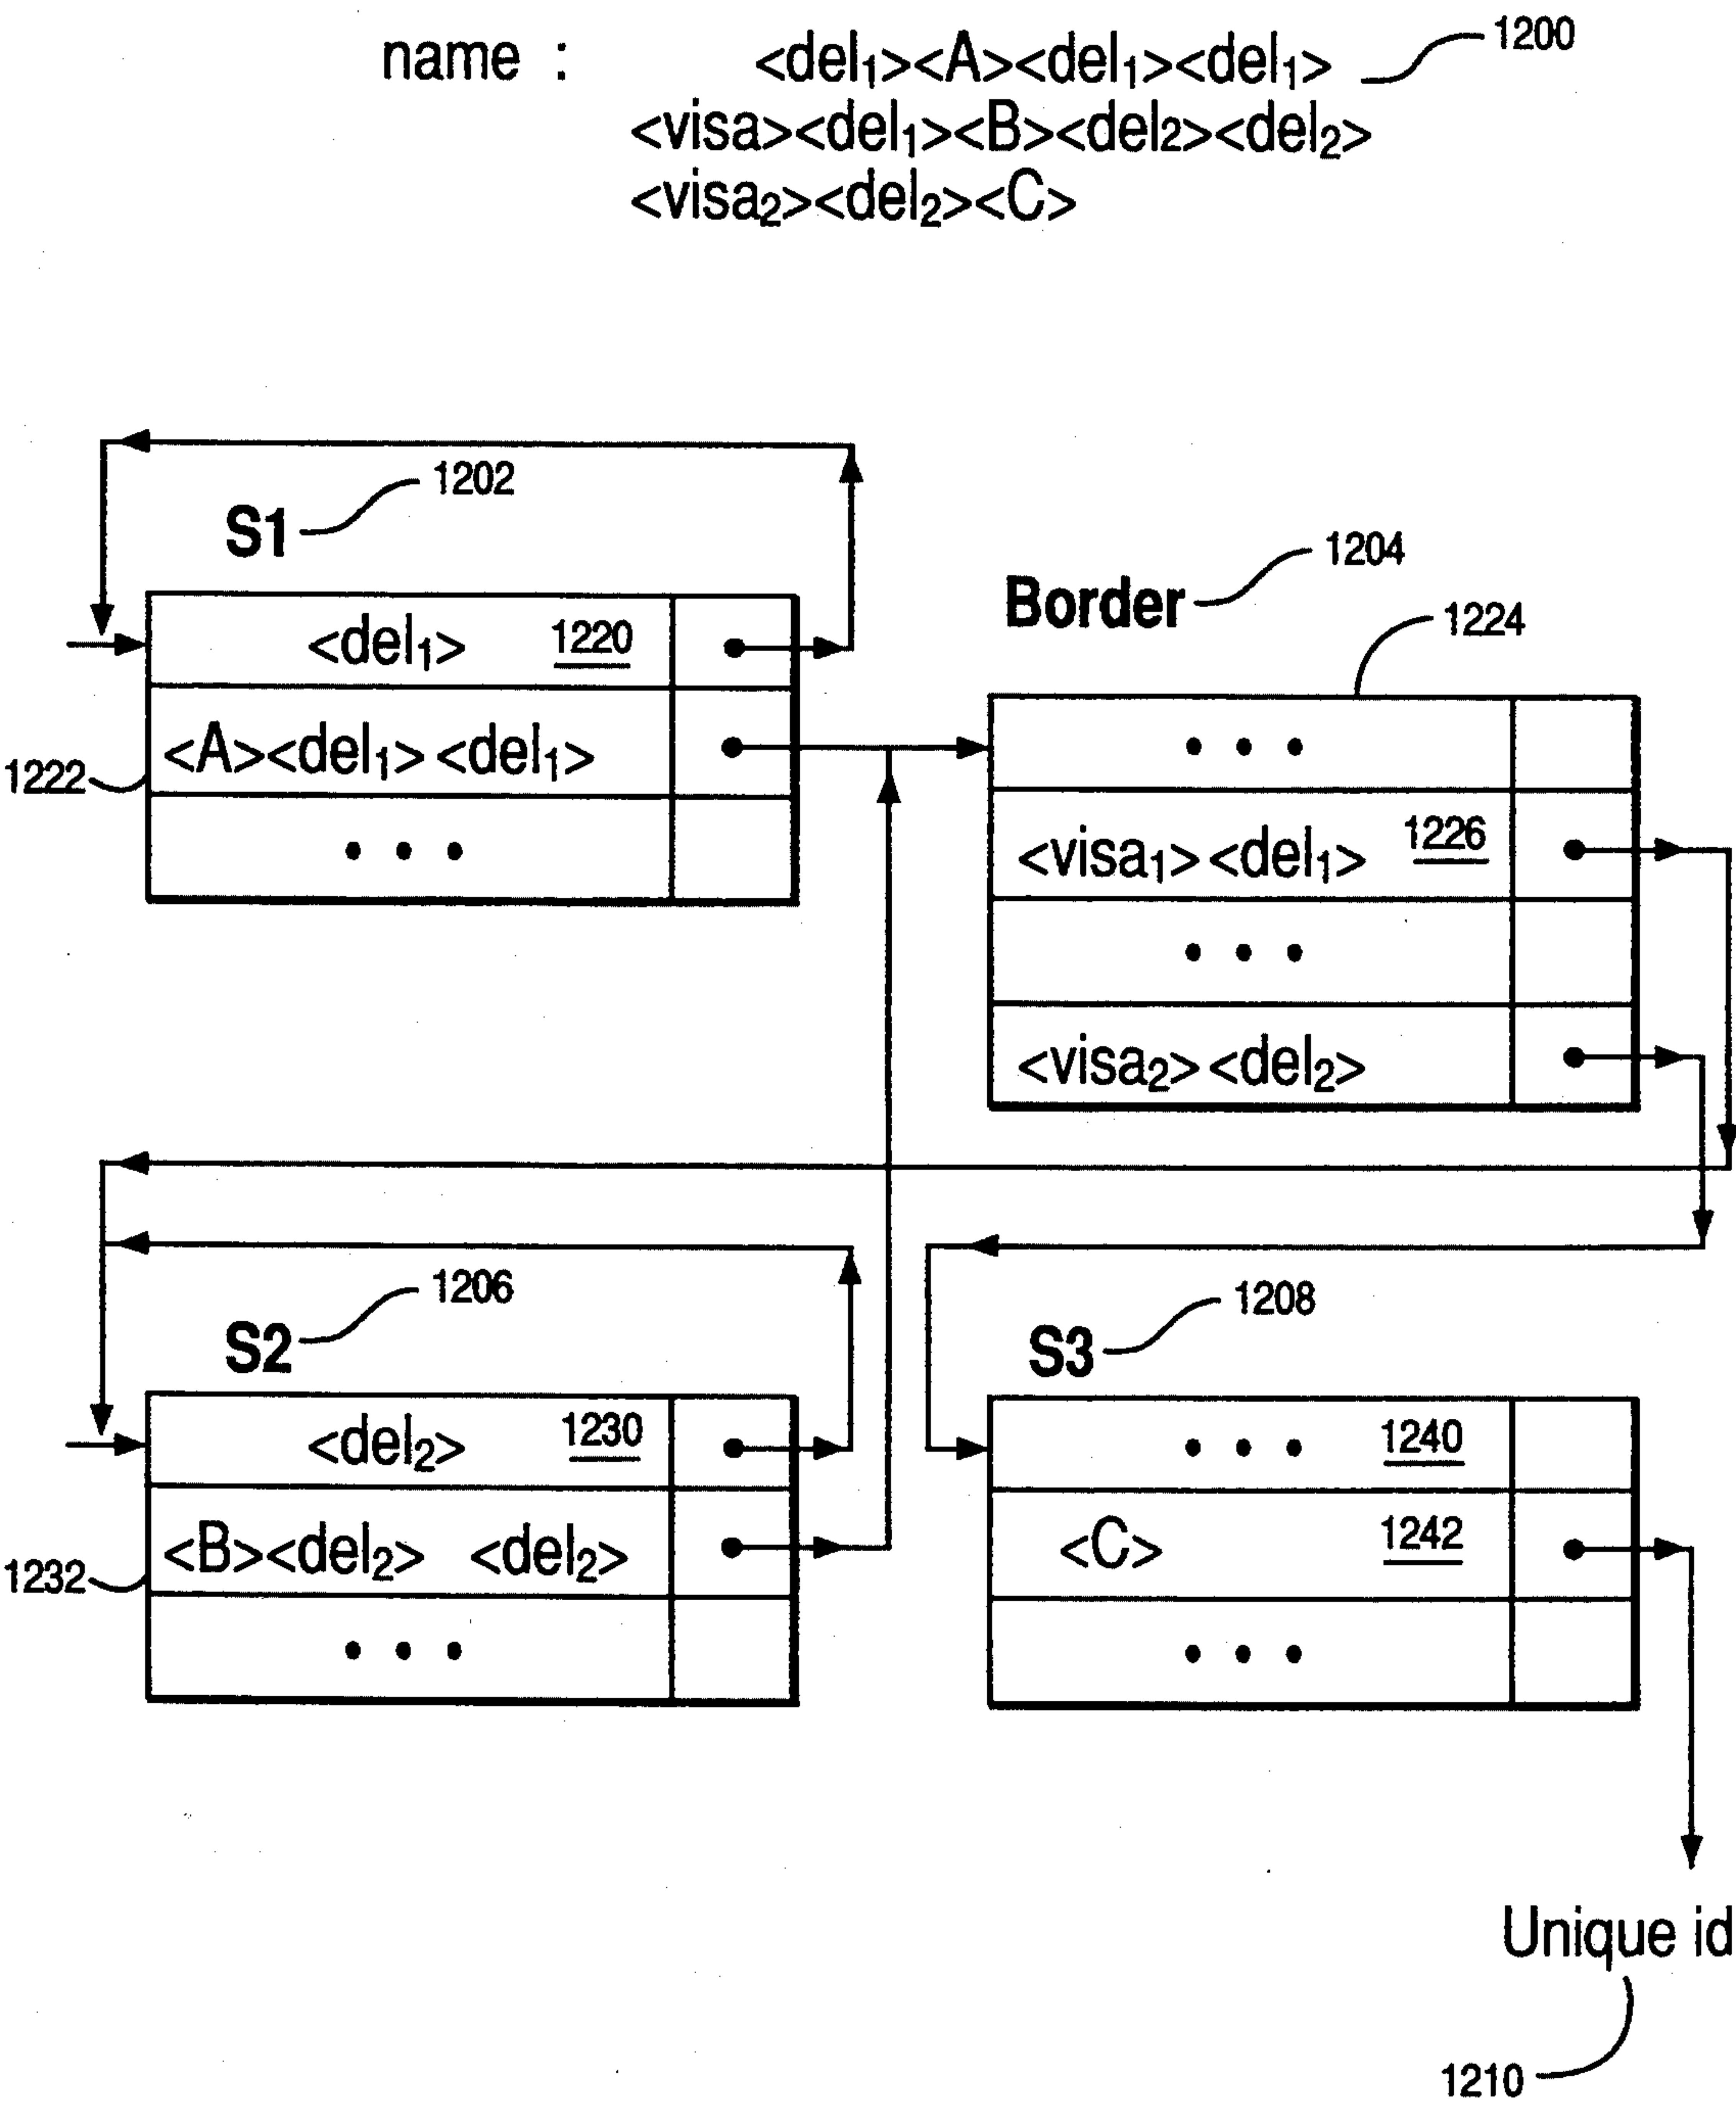 name : <del₁><A><del₁><del₁> 1200
<visa><del₁><B><del2><del₂>
<visa₂><del₂><C>
1202
S1
1204
Border
1224
<del₁> 1220
<A><del₁> <del₁>
1222
• • •
• • •
<visa₁><del₁> 1226
• • •
<visa₂><del₂>
1206
S2
1208
S3
<del₂> 1230
<B><del₂> <del₂>
1232
• • •
• • • 1240
<C> 1242
• • •
Unique id
1210